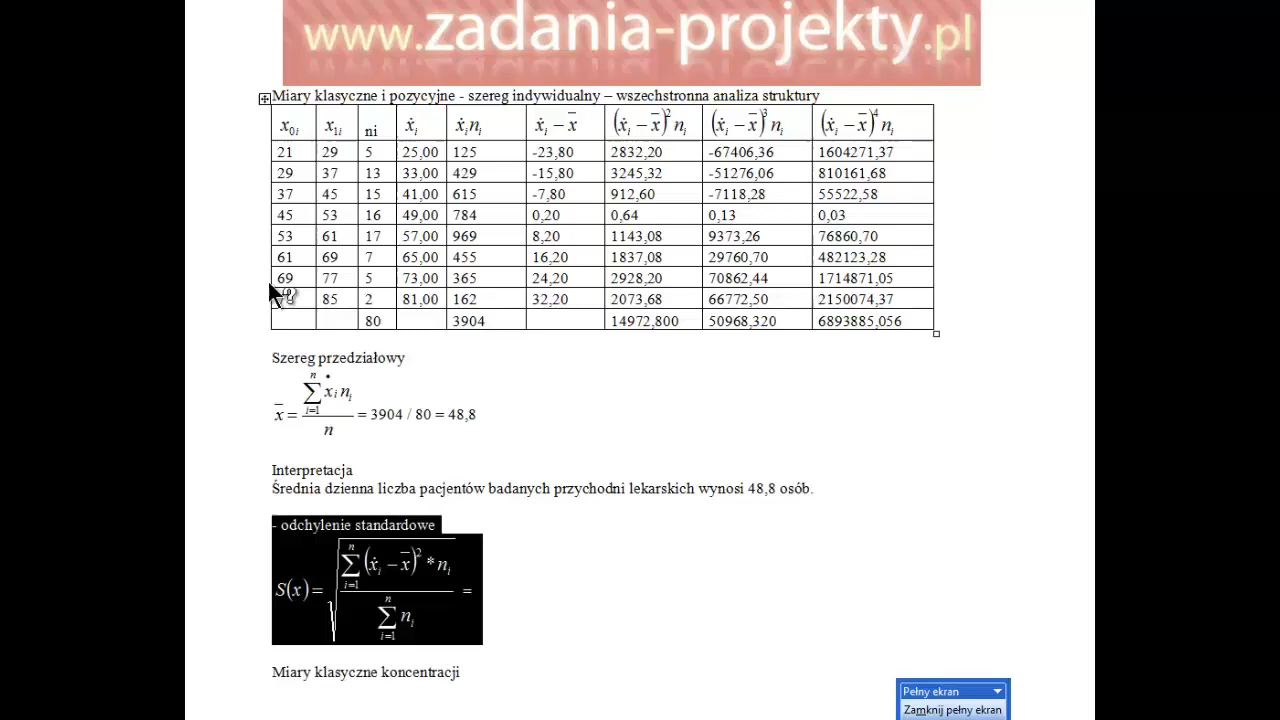 www.zadania-projekty.pl
Miary klasyczne i pozycyjne - szereg indywidualny – wszechstronna analiza struktury
x0i x1i ni ẋi ẋini ẋi − x̄ (ẋi − x̄)²ni (ẋi − x̄)³ni (ẋi − x̄)⁴ni
21 29 5 25,00 125 -23,80 2832,20 -67406,36 1604271,37
29 37 13 33,00 429 -15,80 3245,32 -51276,06 810161,68
37 45 15 41,00 615 -7,80 912,60 -7118,28 55522,58
45 53 16 49,00 784 0,20 0,64 0,13 0,03
53 61 17 57,00 969 8,20 1143,08 9373,26 76860,70
61 69 7 65,00 455 16,20 1837,08 29760,70 482123,28
69 77 5 73,00 365 24,20 2928,20 70862,44 1714871,05
85 2 81,00 162 32,20 2073,68 66772,50 2150074,37
80 3904 14972,800 50968,320 6893885,056
Szereg przedziałowy
x̄ = n ∑ i=1 ẋi ni / n = 3904 / 80 = 48,8
Interpretacja
Średnia dzienna liczba pacjentów badanych przychodni lekarskich wynosi 48,8 osób.
- odchylenie standardowe
S(x) = √ n ∑ i=1 (ẋi − x̄)² * ni / n ∑ i=1 ni =
Miary klasyczne koncentracji
Pełny ekran
Zamknij pełny ekran